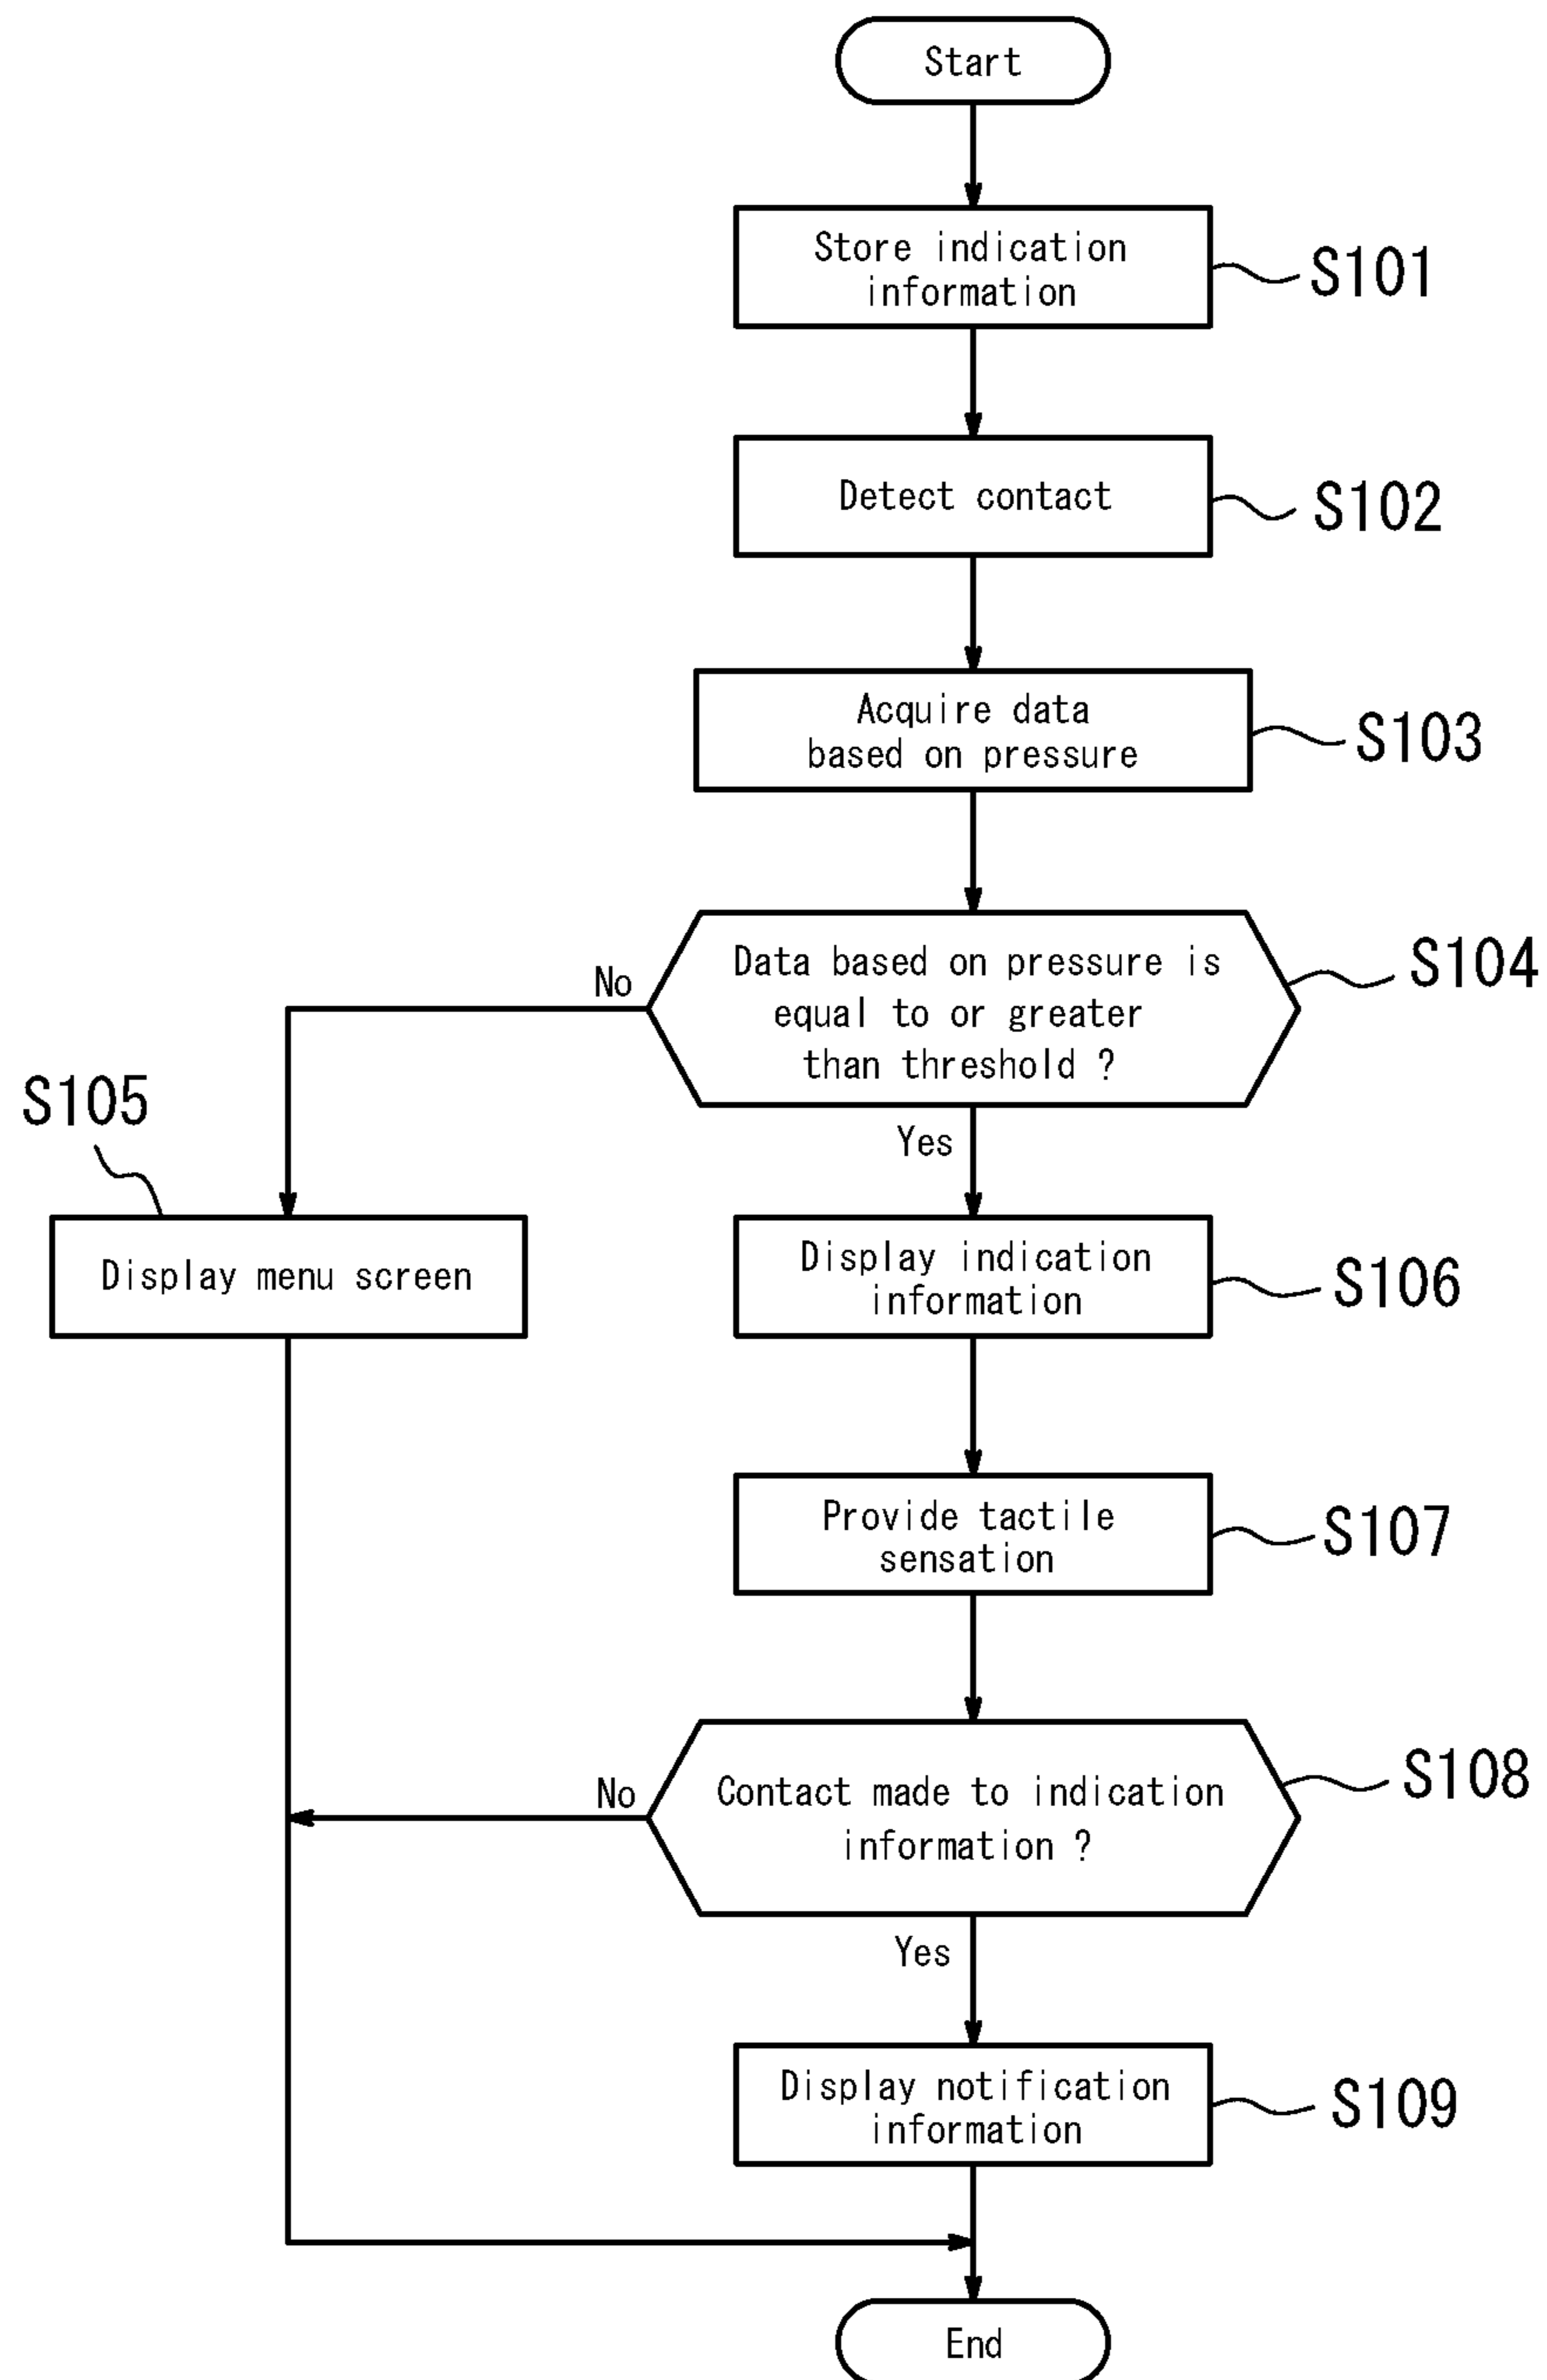 Start
Store indication
information
S101
Detect contact
S102
Acquire data
based on pressure
S103
Data based on pressure is
equal to or greater
than threshold ?
S104
No
Yes
S105
Display menu screen
Display indication
information
S106
Provide tactile
sensation
S107
Contact made to indication
information ?
S108
No
Yes
Display notification
information
S109
End